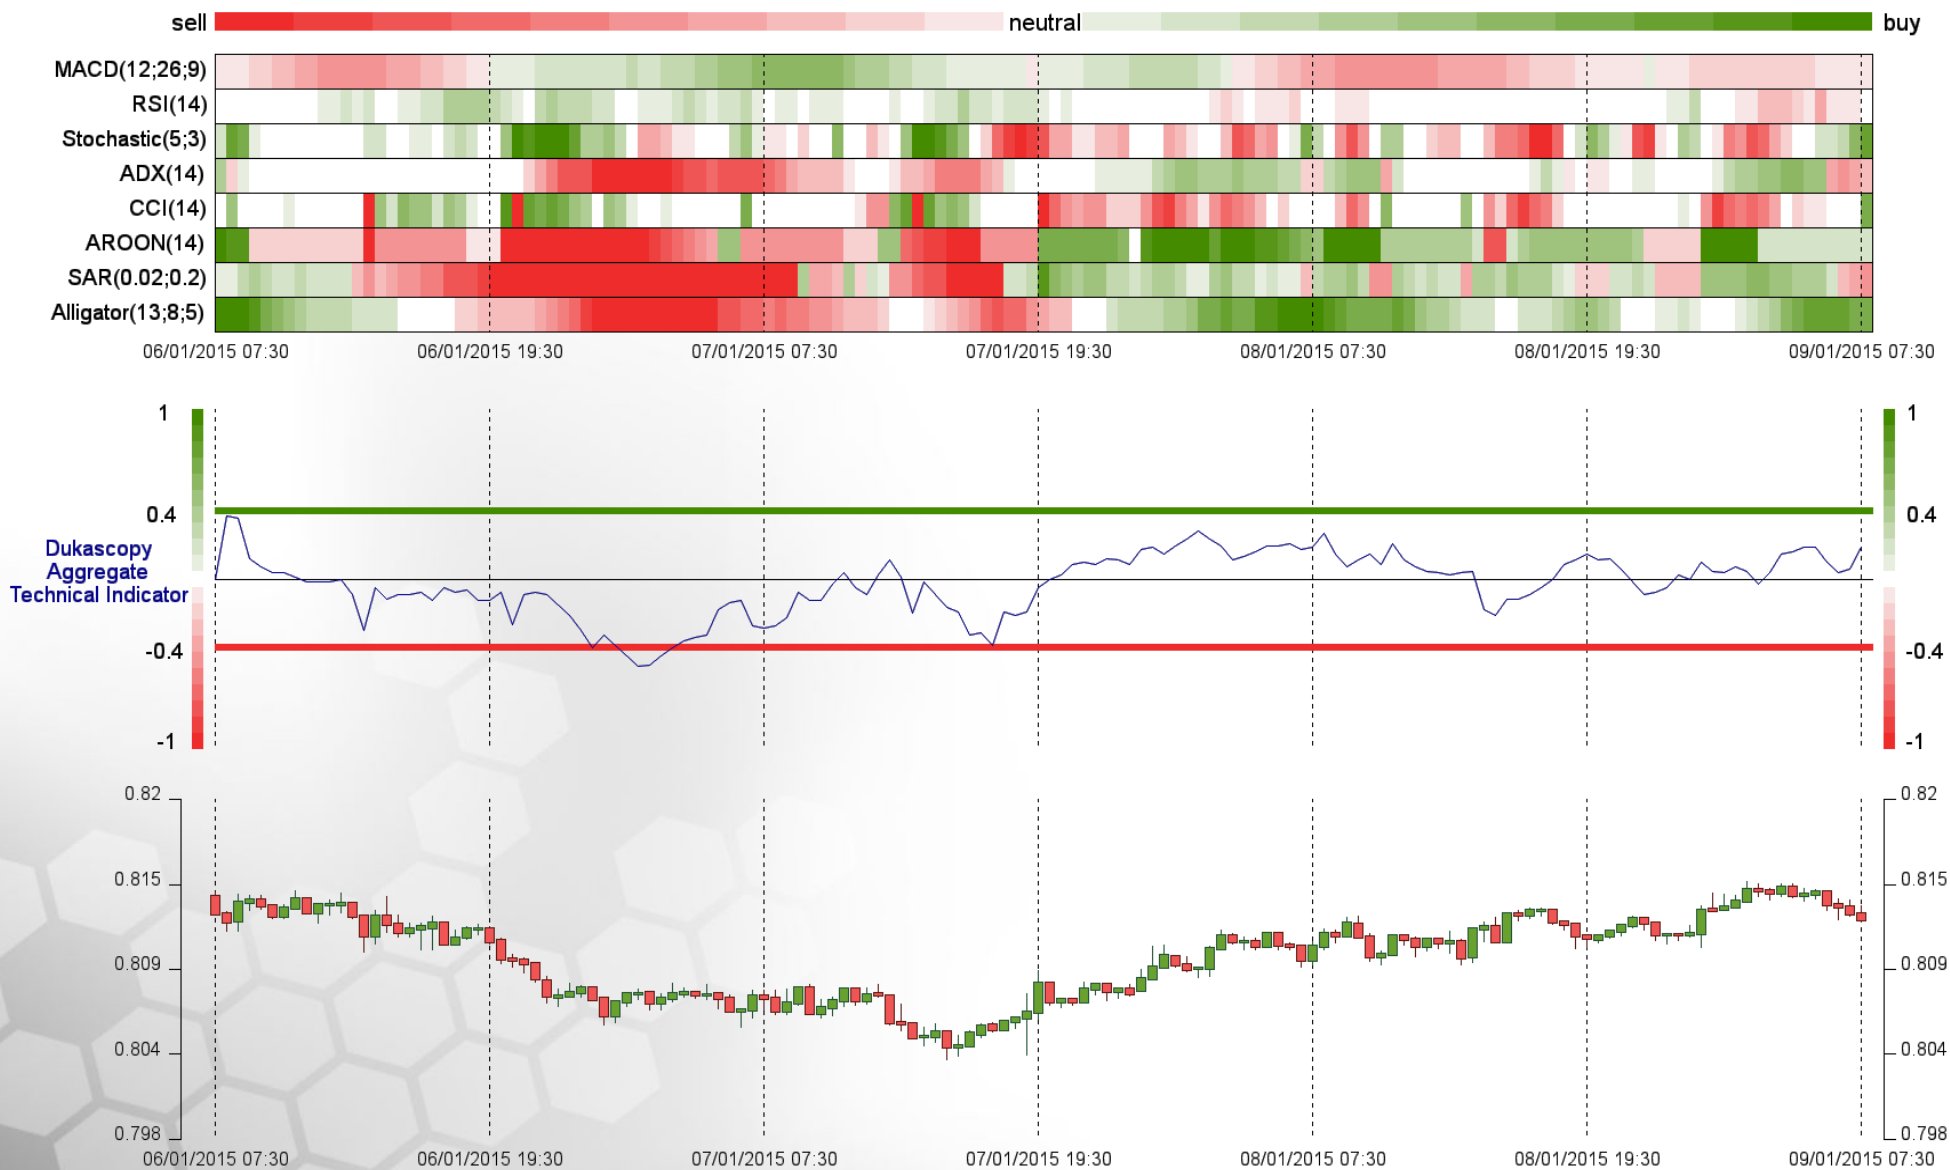 sell neutral buy
MACD(12;26;9)
RSI(14)
Stochastic(5;3)
ADX(14)
CCI(14)
AROON(14)
SAR(0.02;0.2)
Alligator(13;8;5)
06/01/2015 07:30 06/01/2015 19:30 07/01/2015 07:30 07/01/2015 19:30 08/01/2015 07:30 08/01/2015 19:30 09/01/2015 07:30
1 1
0.4 0.4
Dukascopy
Aggregate
Technical Indicator
-0.4 -0.4
-1 -1
0.82 0.82
0.815 0.815
0.809 0.809
0.804 0.804
0.798 0.798
06/01/2015 07:30 06/01/2015 19:30 07/01/2015 07:30 07/01/2015 19:30 08/01/2015 07:30 08/01/2015 19:30 09/01/2015 07:30